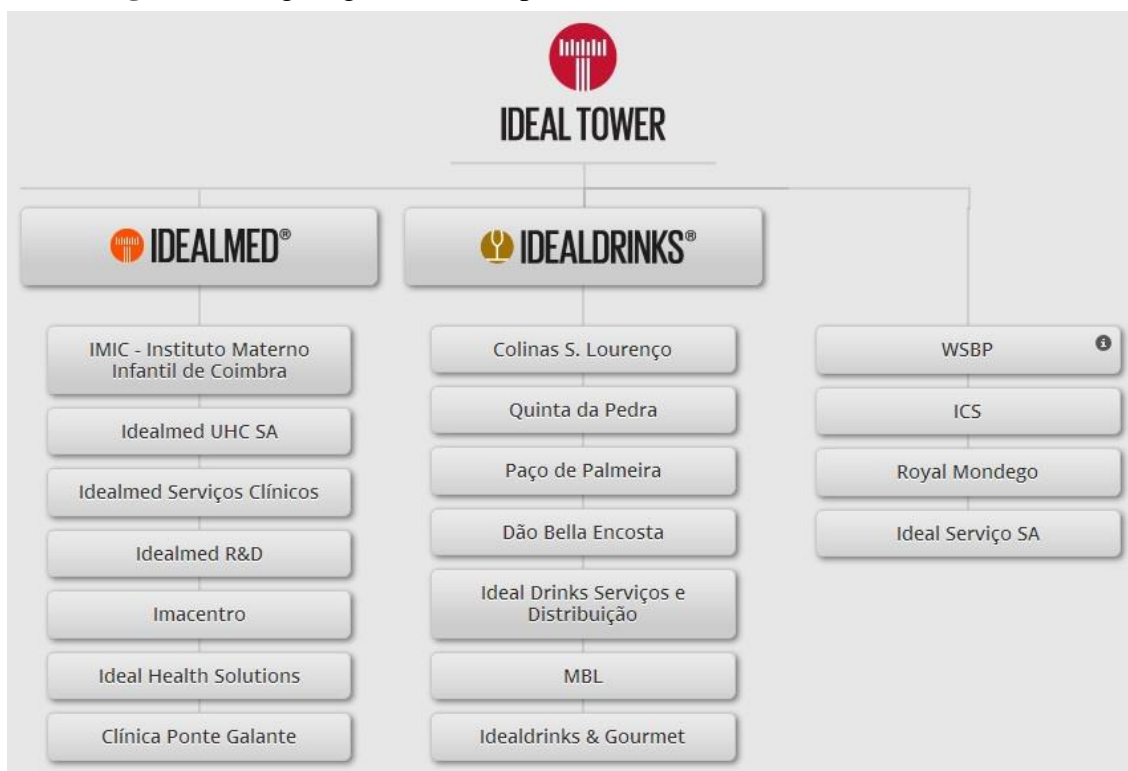 IDEAL TOWER
IDEALMED®
IMIC - Instituto Materno
Infantil de Coimbra
Idealmed UHC SA
Idealmed Serviços Clínicos
Idealmed R&D
Imacentro
Ideal Health Solutions
Clínica Ponte Galante
IDEALDRINKS®
Colinas S. Lourenço
Quinta da Pedra
Paço de Palmeira
Dão Bella Encosta
Ideal Drinks Serviços e
Distribuição
MBL
Idealdrinks & Gourmet
WSBP
ICS
Royal Mondego
Ideal Serviço SA